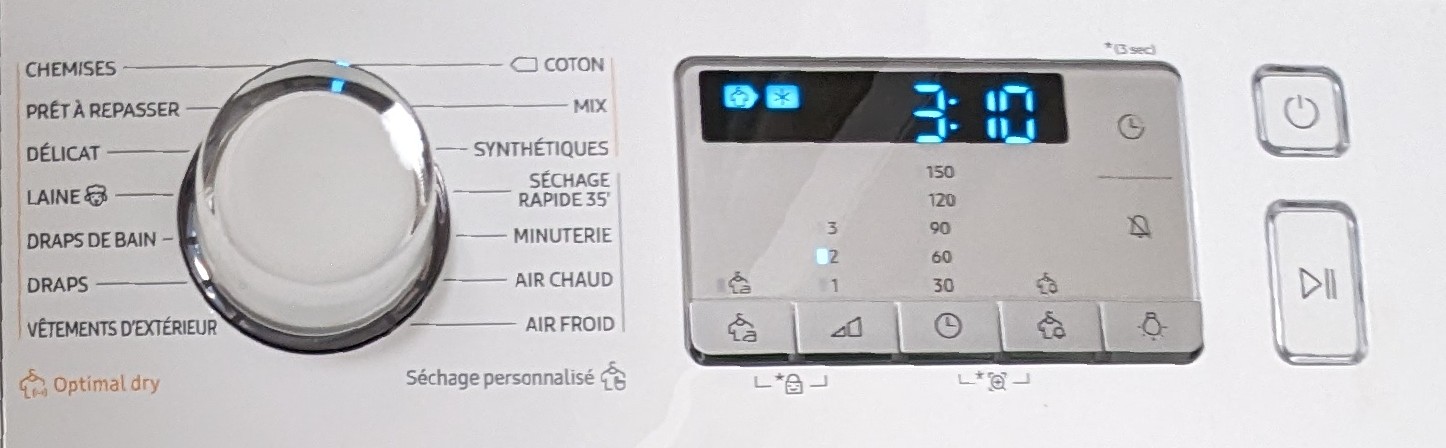 *(3 sec)
CHEMISES
COTON
PRÊT À REPASSER
MIX
DÉLICAT
SYNTHÉTIQUES
LAINE
SÉCHAGE
RAPIDE 35'
DRAPS DE BAIN
MINUTERIE
DRAPS
AIR CHAUD
VÊTEMENTS D'EXTÉRIEUR
AIR FROID
Optimal dry
Séchage personnalisé
3:10
150
120
3 90
2 60
1 30
*
*